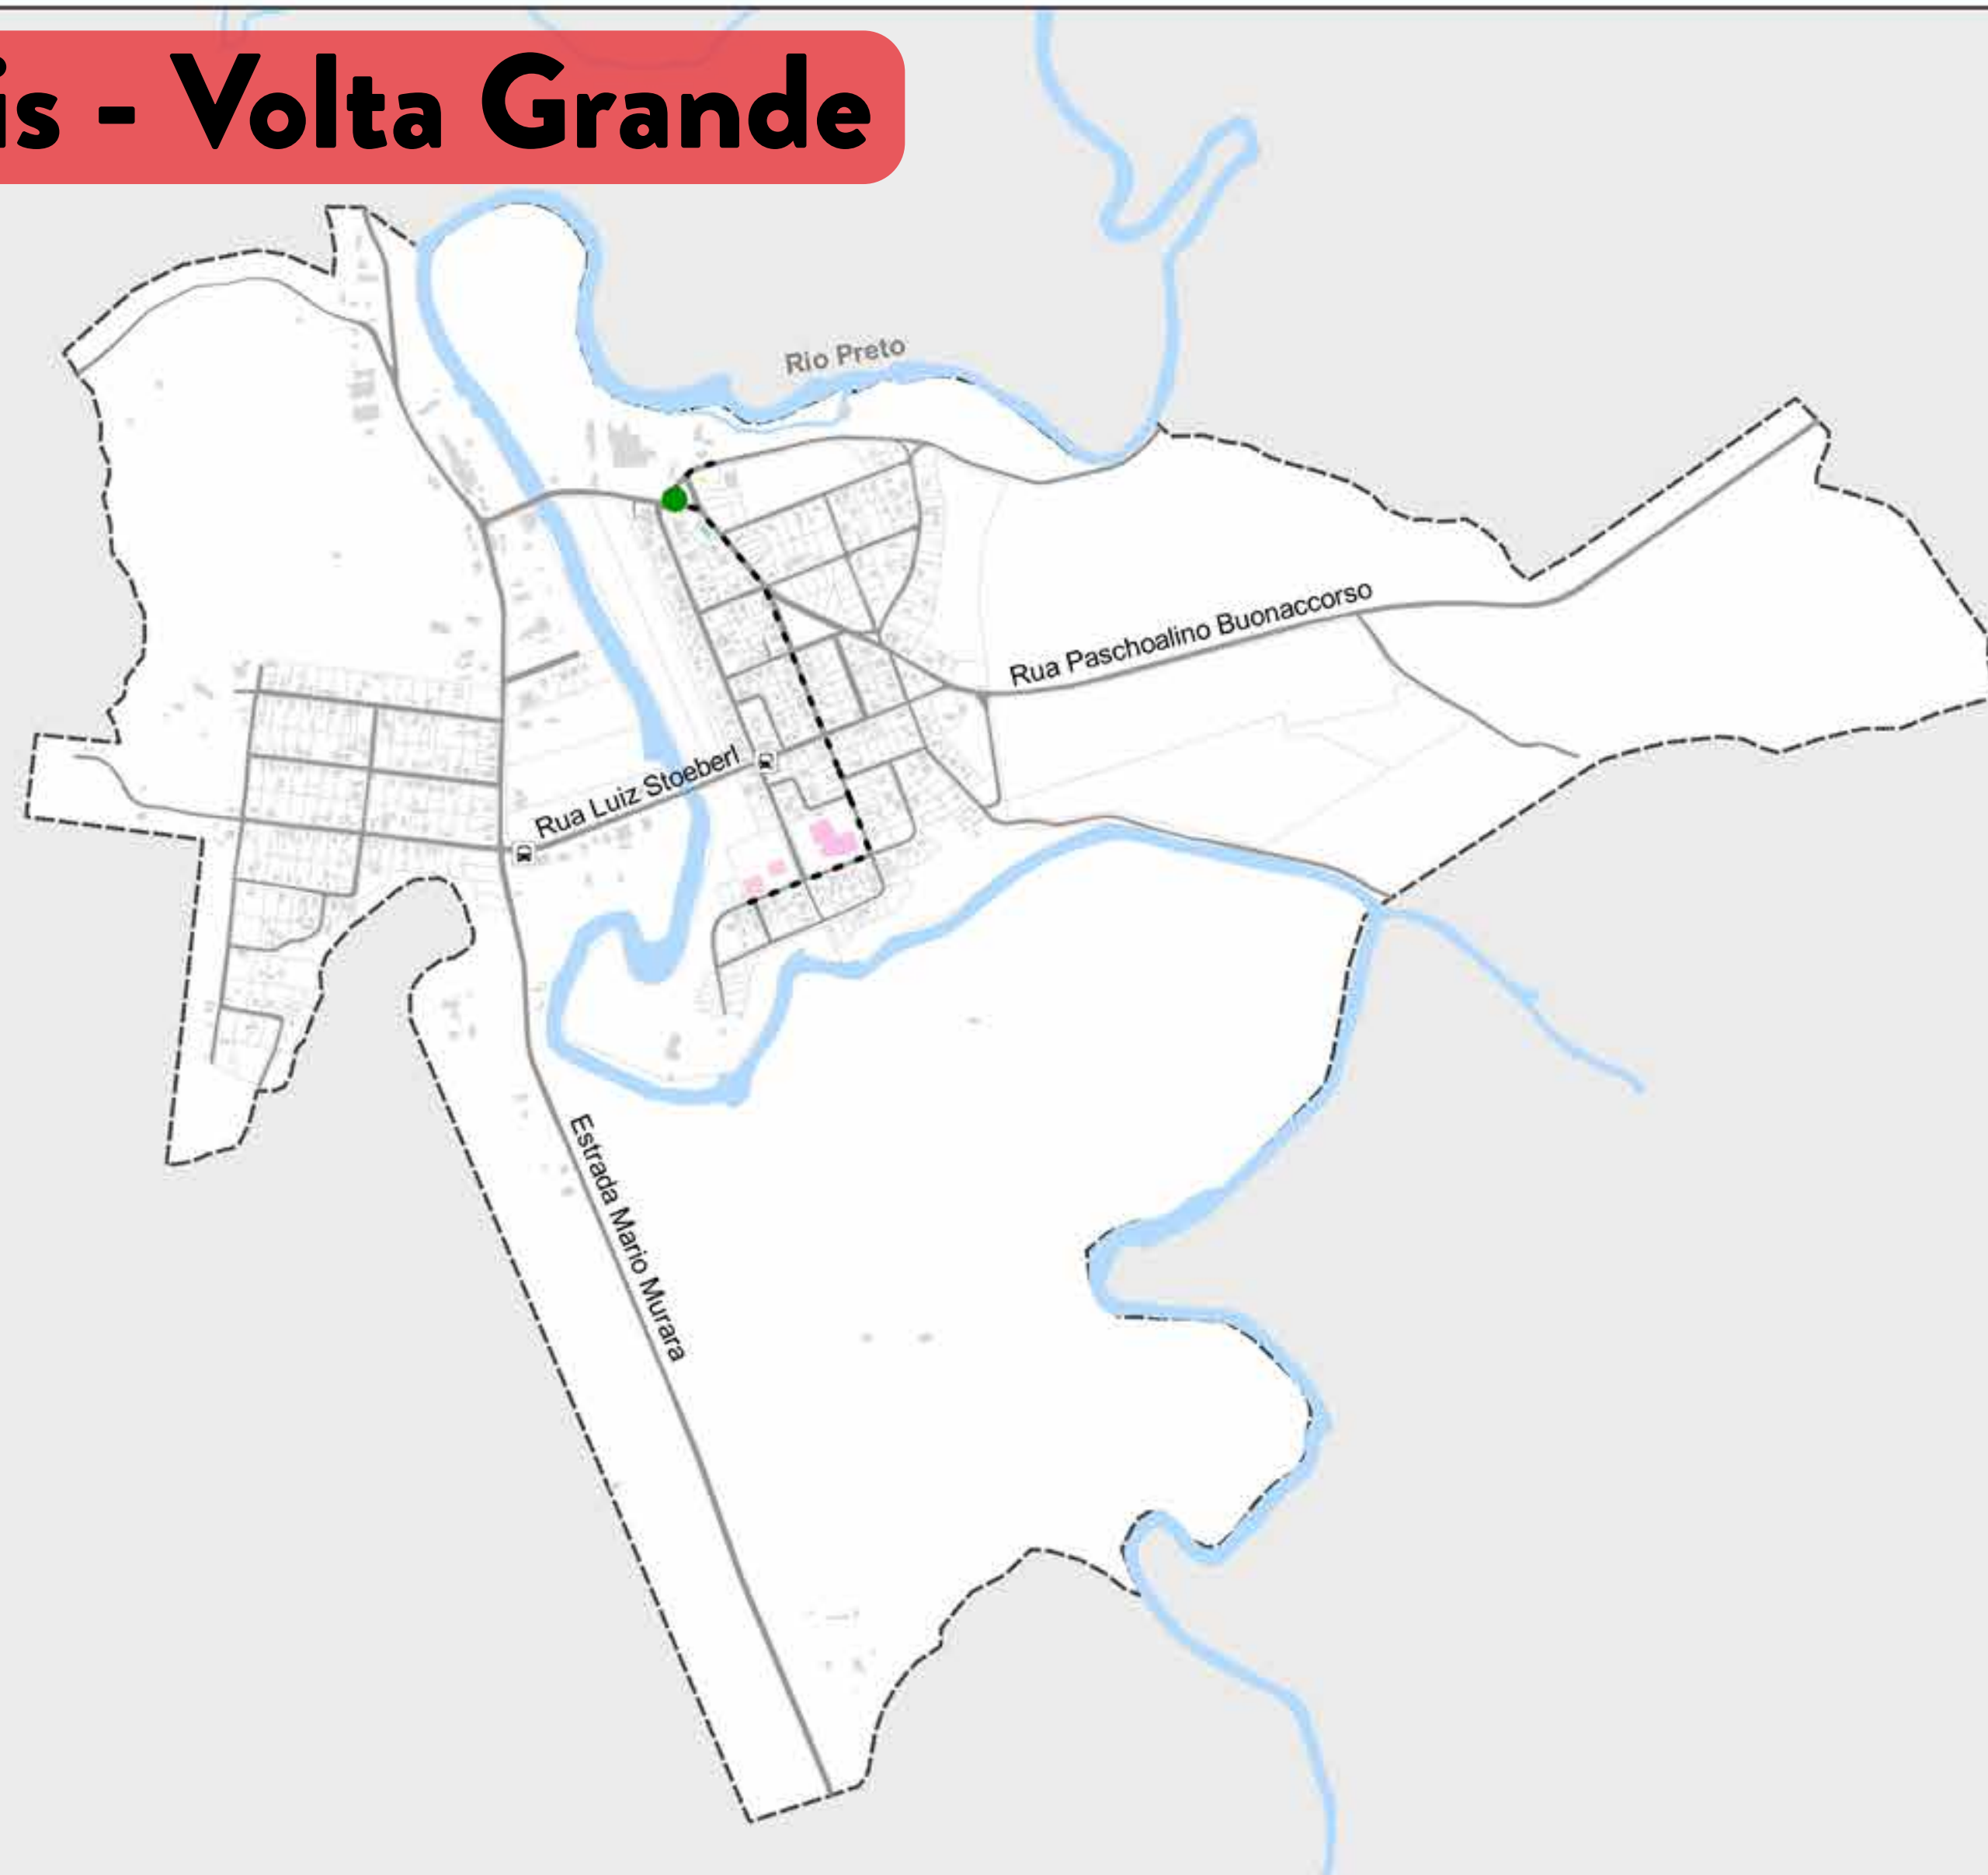 is - Volta Grande
Rio Preto
Rua Paschoalino Buonaccorso
Rua Luiz Stoeberl
Estrada Mario Murara